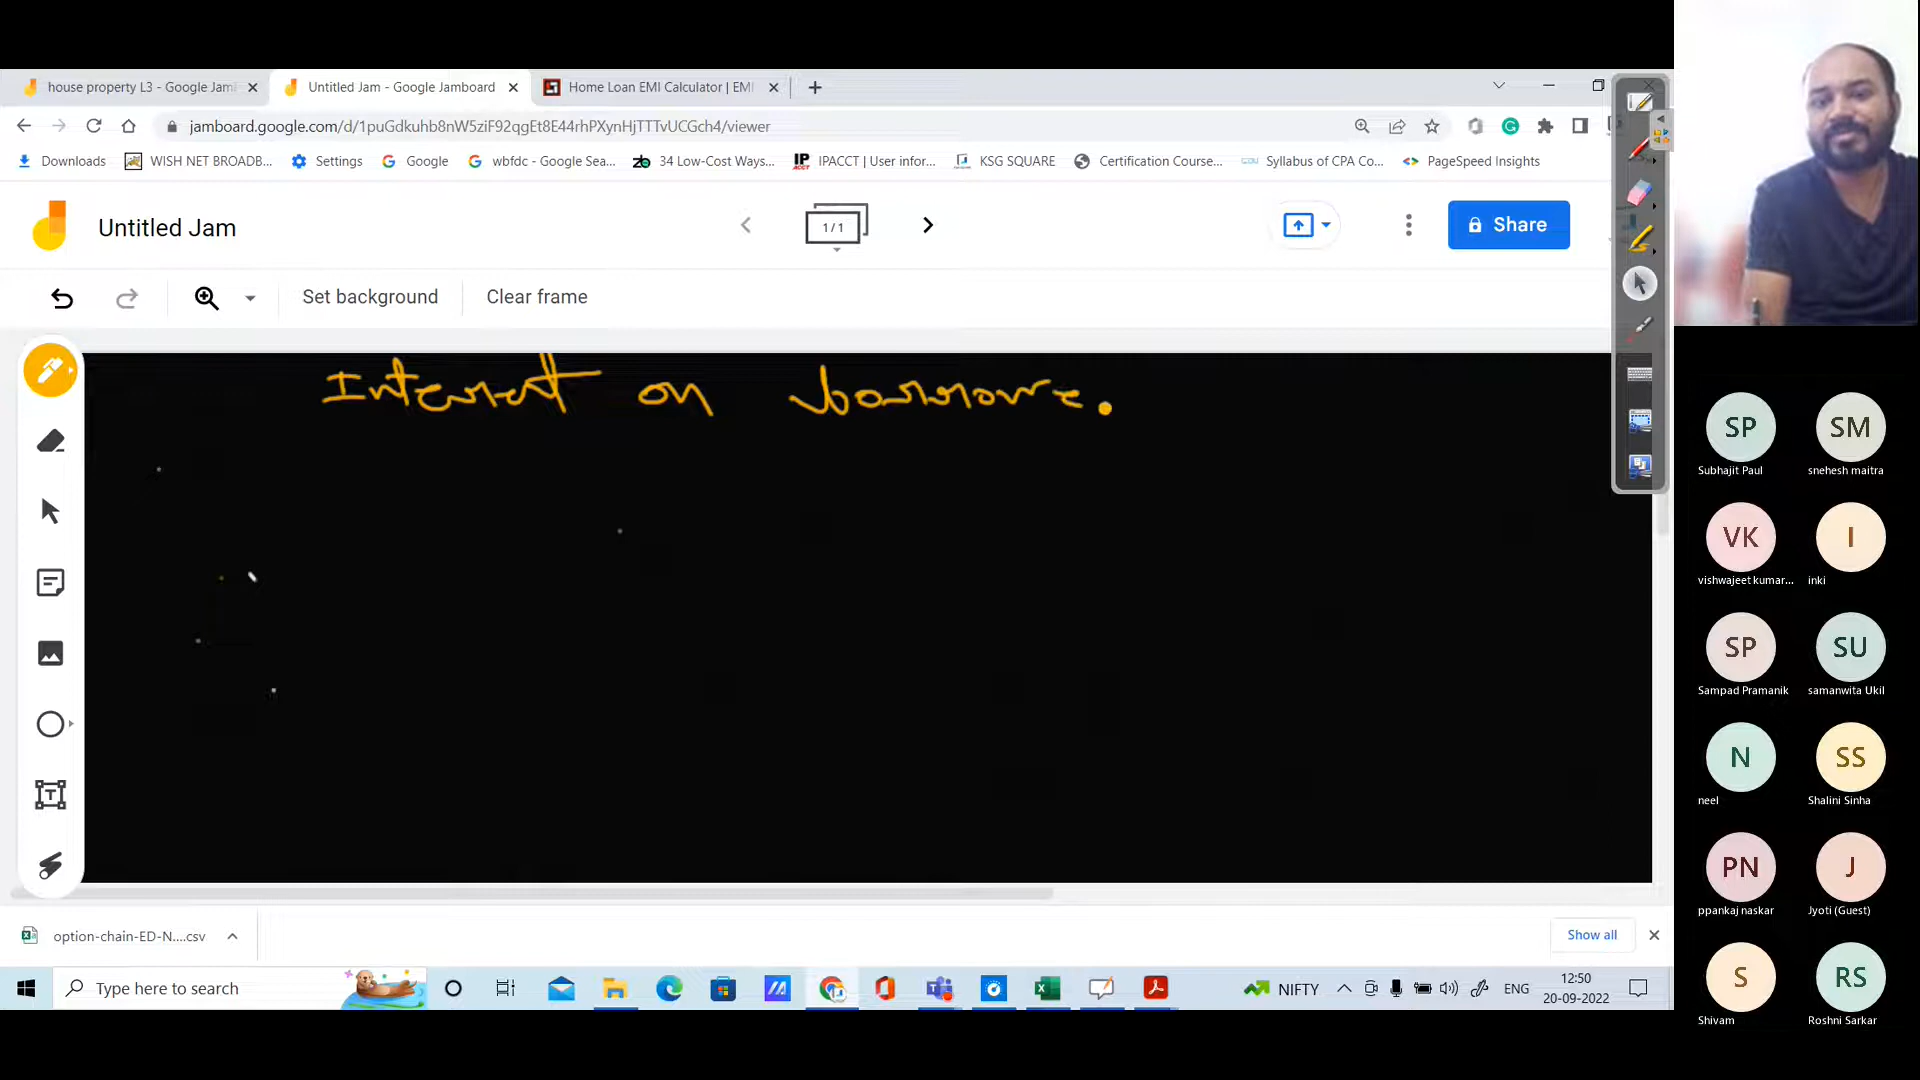 house property L3 - Google Jam
Untitled Jam - Google Jamboard
Home Loan EMI Calculator | EMI
jamboard.google.com/d/1puGdkuhb8nW5ziF92qgEt8E44rhPXynHjTTTvUCGch4/viewer
Downloads
WISH NET BROADB...
Settings
Google
wbfdc - Google Sea...
34 Low-Cost Ways...
IPACCT | User infor...
KSG SQUARE
Certification Course...
Syllabus of CPA Co...
PageSpeed Insights
Untitled Jam
1 / 1
Share
Set background
Clear frame
Interest on borrowe.
SP
Subhajit Paul
SM
snehesh maitra
VK
vishwajeet kumar...
I
inki
SP
Sampad Pramanik
SU
samanwita Ukil
N
neel
SS
Shalini Sinha
PN
ppankaj naskar
J
Jyoti (Guest)
S
Shivam
RS
Roshni Sarkar
option-chain-ED-N....csv
Show all
Type here to search
NIFTY
ENG
12:50
20-09-2022